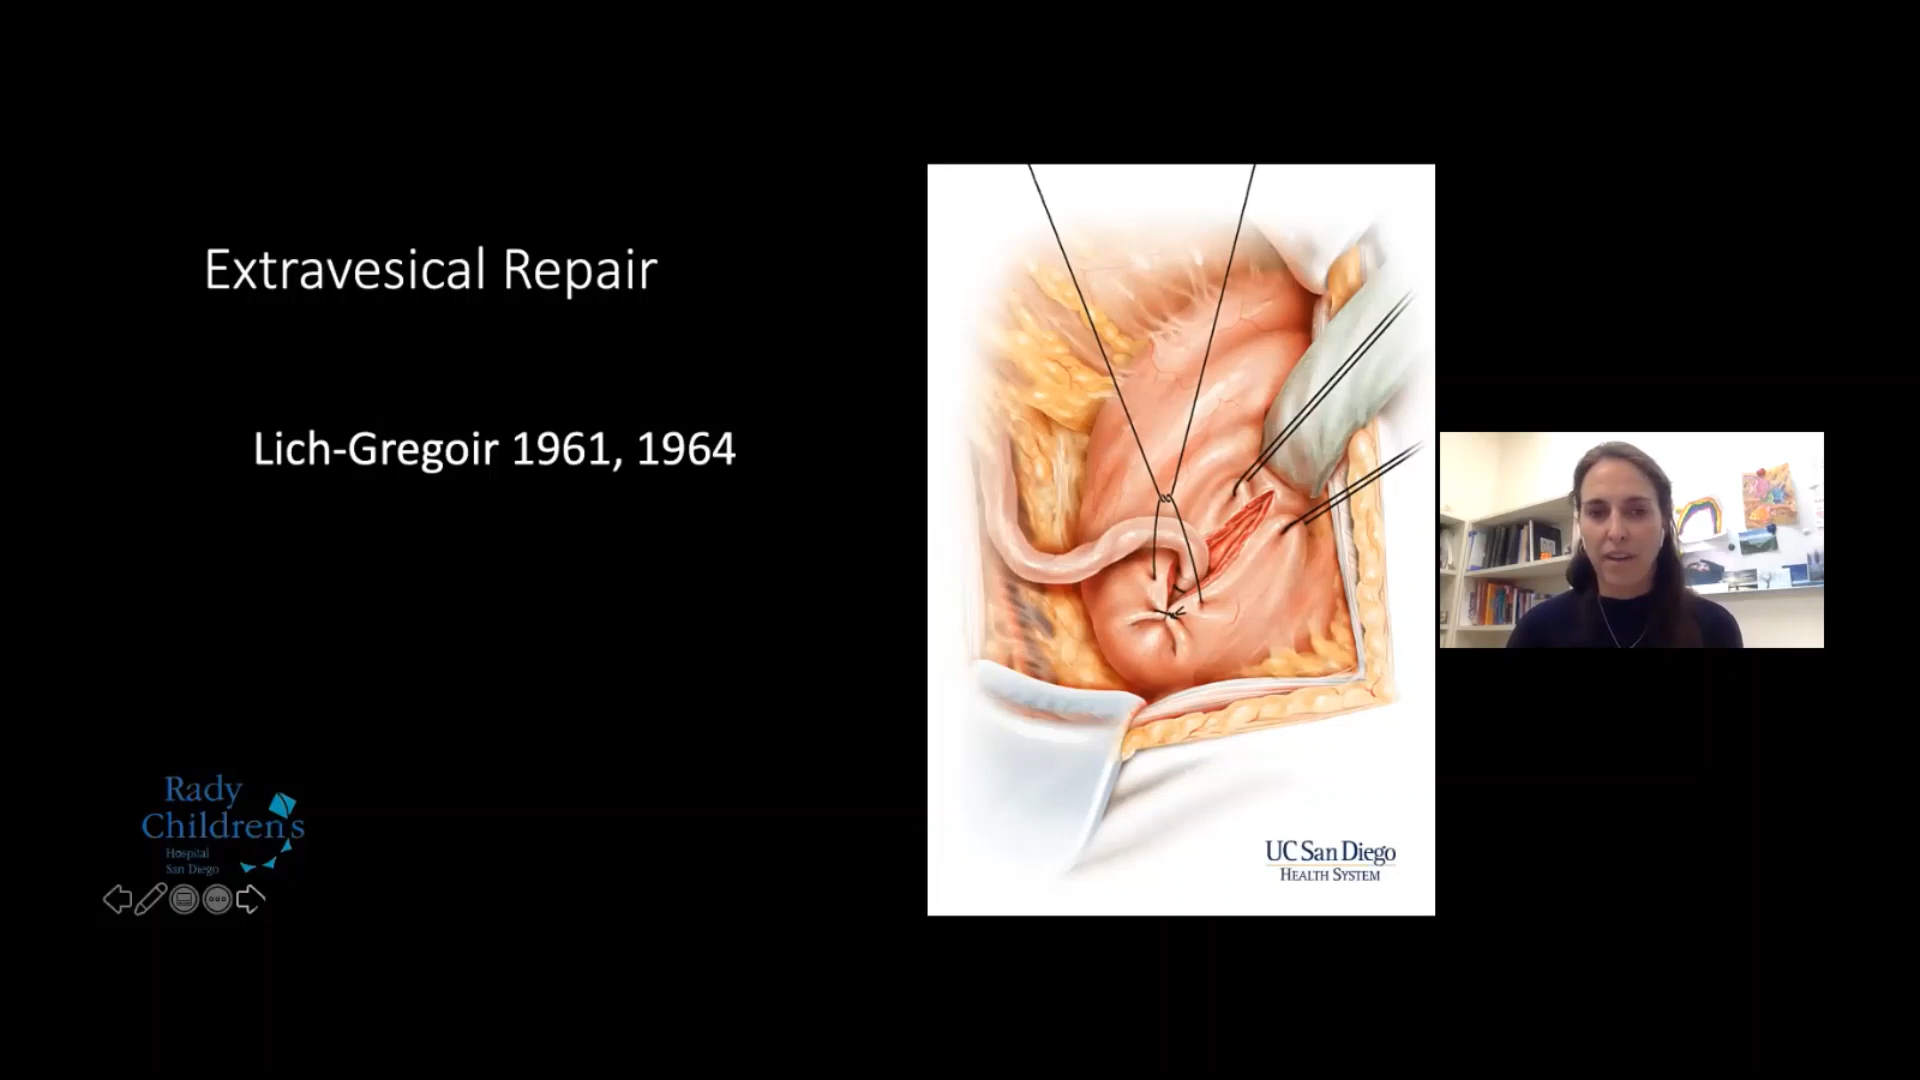 Extravesical Repair
Lich-Gregoir 1961, 1964
Rady
Children's
Hospital
San Diego
UC San Diego
HEALTH SYSTEM